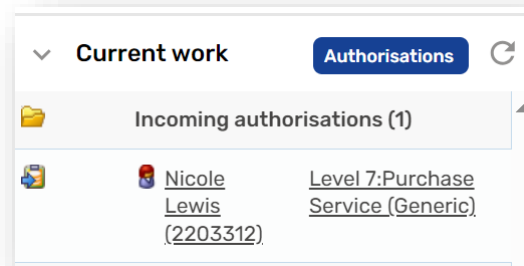 Current work
Authorisations
Incoming authorisations (1)
Nicole
Lewis
(2203312)
Level 7:Purchase
Service (Generic)